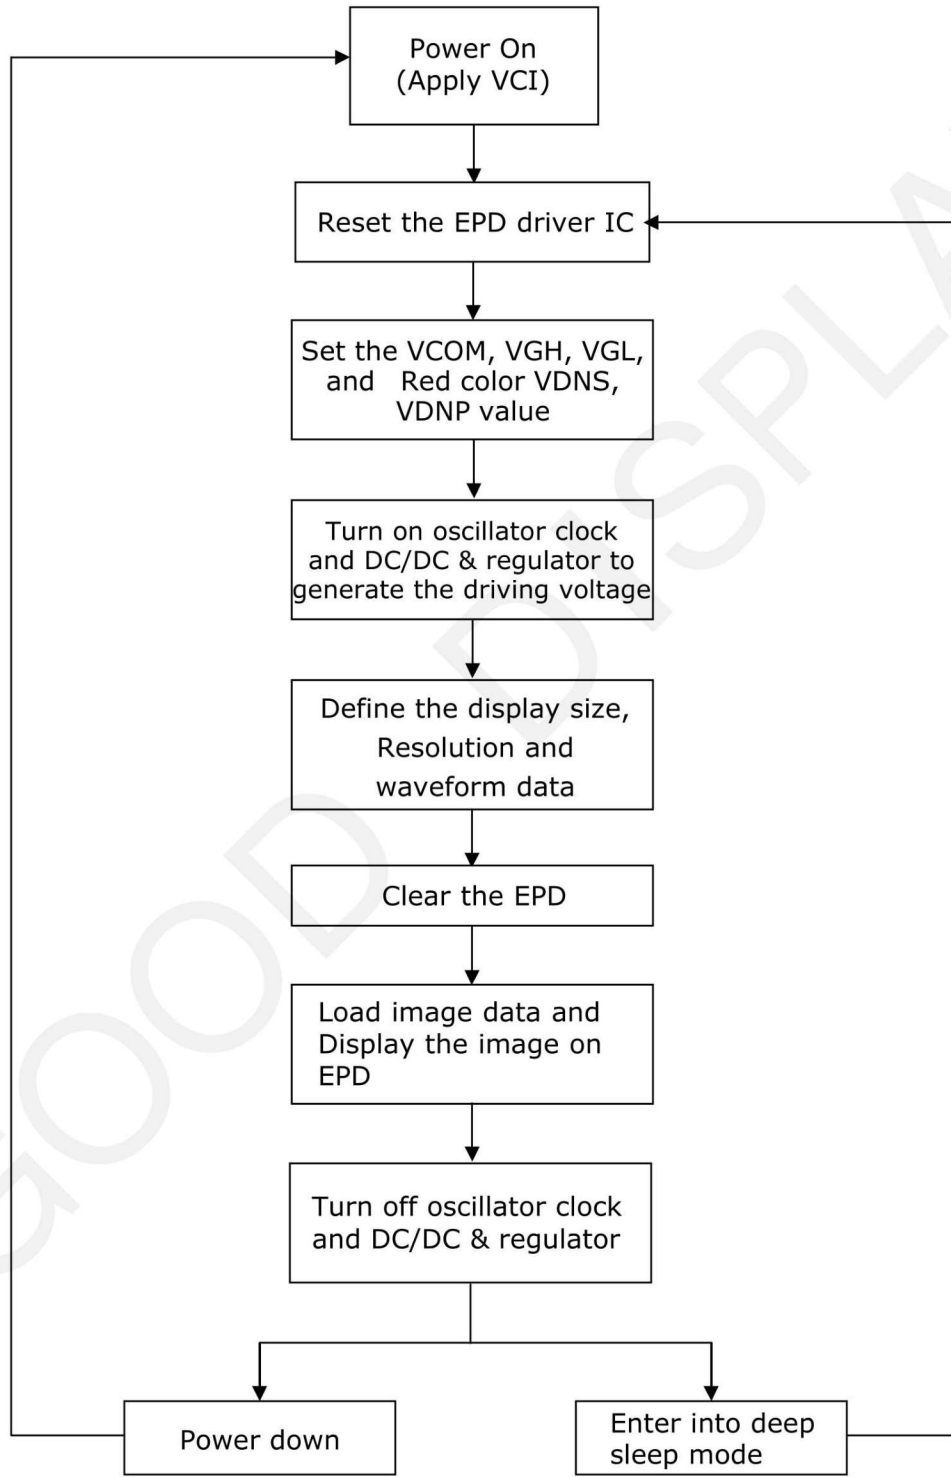 Power On
(Apply VCI)
Reset the EPD driver IC
Set the VCOM, VGH, VGL,
and Red color VDNS,
VDNP value
Turn on oscillator clock
and DC/DC & regulator to
generate the driving voltage
Define the display size,
Resolution and
waveform data
Clear the EPD
Load image data and
Display the image on
EPD
Turn off oscillator clock
and DC/DC & regulator
Power down
Enter into deep
sleep mode
GOOD DISPLA